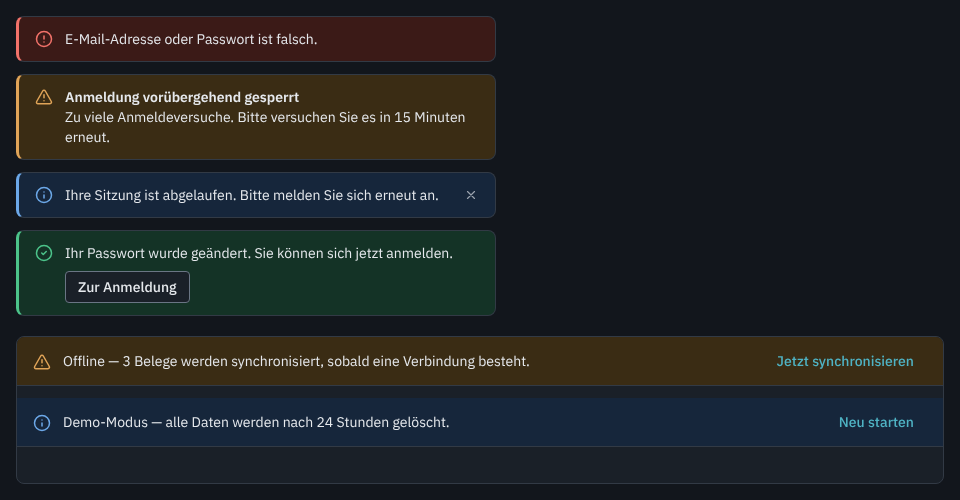 E-Mail-Adresse oder Passwort ist falsch.
Anmeldung vorübergehend gesperrt
Zu viele Anmeldeversuche. Bitte versuchen Sie es in 15 Minuten
erneut.
Ihre Sitzung ist abgelaufen. Bitte melden Sie sich erneut an.
Ihr Passwort wurde geändert. Sie können sich jetzt anmelden.
Zur Anmeldung
Offline — 3 Belege werden synchronisiert, sobald eine Verbindung besteht. Jetzt synchronisieren
Demo-Modus — alle Daten werden nach 24 Stunden gelöscht. Neu starten